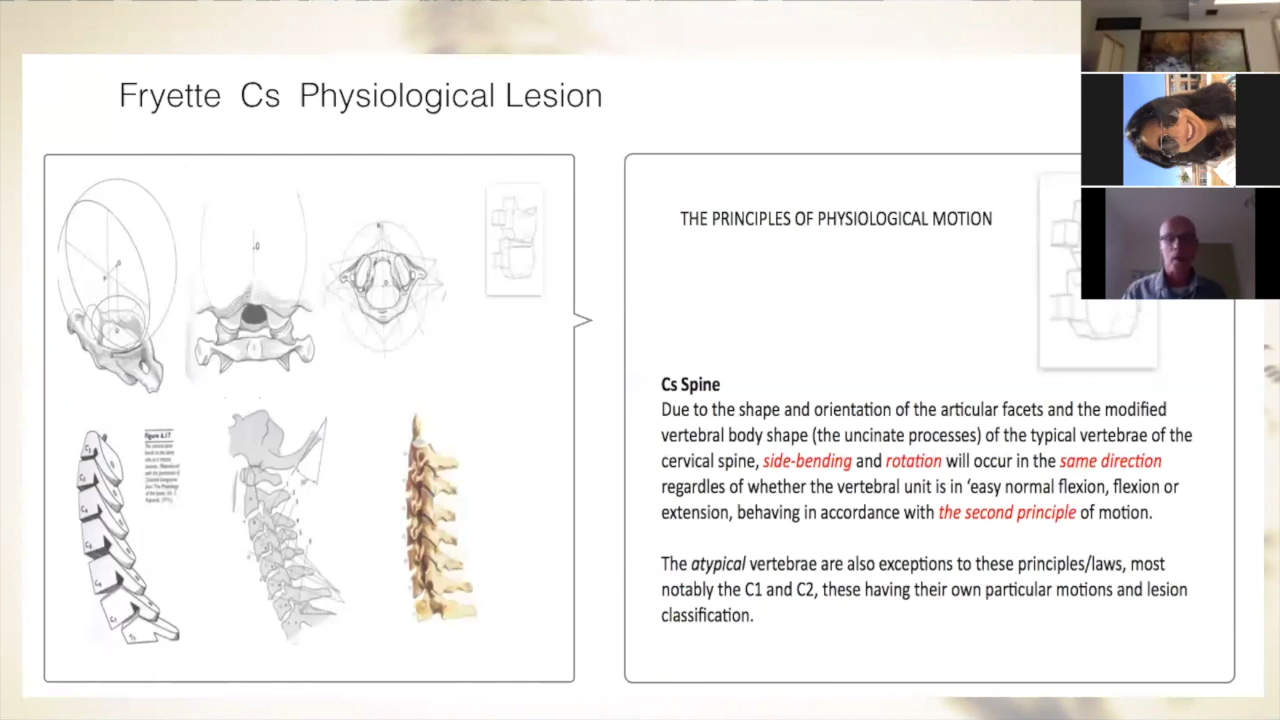 Fryette Cs Physiological Lesion
THE PRINCIPLES OF PHYSIOLOGICAL MOTION
Figure 6.17
C3
C4
Cs Spine
Due to the shape and orientation of the articular facets and the modified
vertebral body shape (the uncinate processes) of the typical vertebrae of the
cervical spine, side-bending and rotation will occur in the same direction
regardles of whether the vertebral unit is in ‘easy normal flexion, flexion or
extension, behaving in accordance with the second principle of motion.
The atypical vertebrae are also exceptions to these principles/laws, most
notably the C1 and C2, these having their own particular motions and lesion
classification.